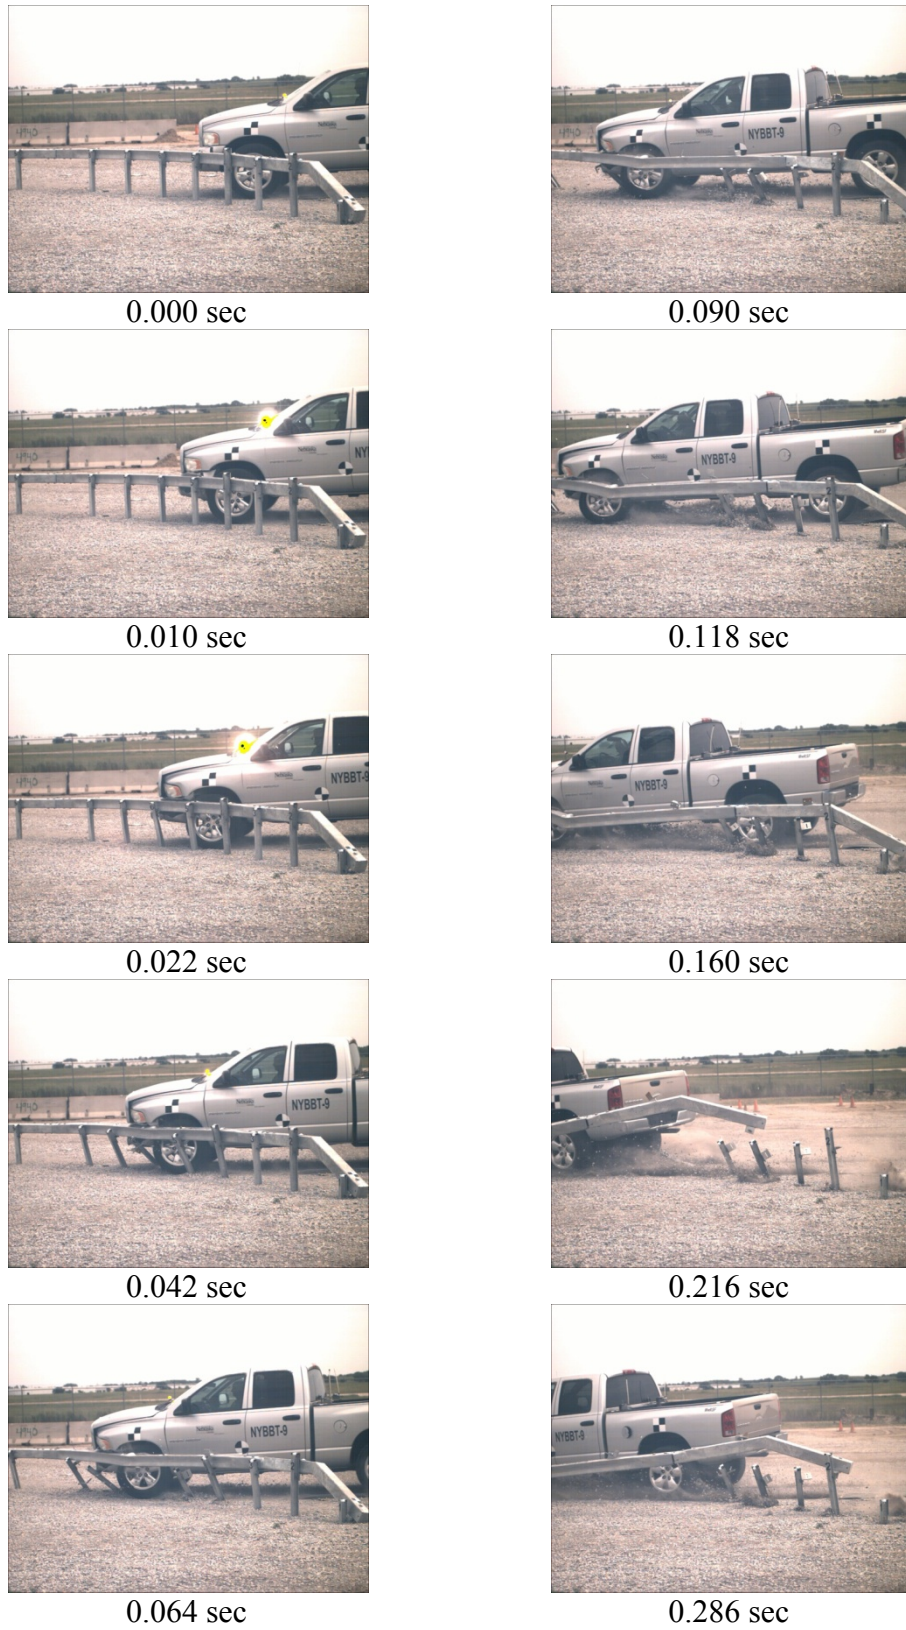 0.000 sec
NYBBT-9
0.090 sec
NY
0.010 sec
NYBBT-9
0.118 sec
NYBBT-9
0.022 sec
NYBBT-9
0.160 sec
NYBBT-9
0.042 sec
0.216 sec
NYBBT-9
0.064 sec
NYBBT-9
0.286 sec